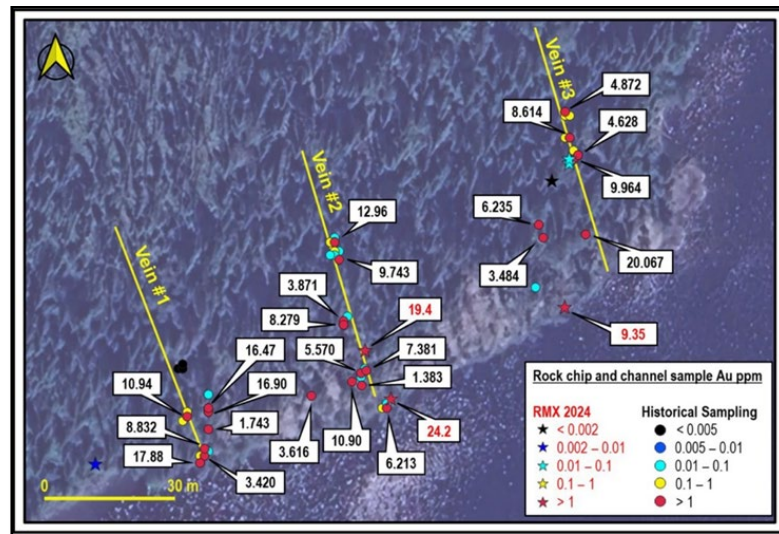 Vein #3
4.872
8.614
4.628
9.964
Vein #2
6.235
12.96
3.484
20.067
9.743
Vein #1
3.871
19.4
8.279
9.35
5.570
7.381
16.47
10.94
16.90
1.383
8.832
1.743
17.88
3.616
10.90
24.2
6.213
3.420
0 30 m
Rock chip and channel sample Au ppm
RMX 2024 Historical Sampling
< 0.002 < 0.005
0.002 – 0.01 0.005 – 0.01
0.01 – 0.1 0.01 – 0.1
0.1 – 1 0.1 – 1
> 1 > 1